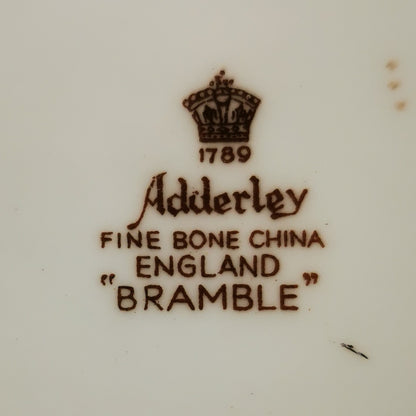 1789
Adderley
FINE BONE CHINA
ENGLAND
"BRAMBLE"